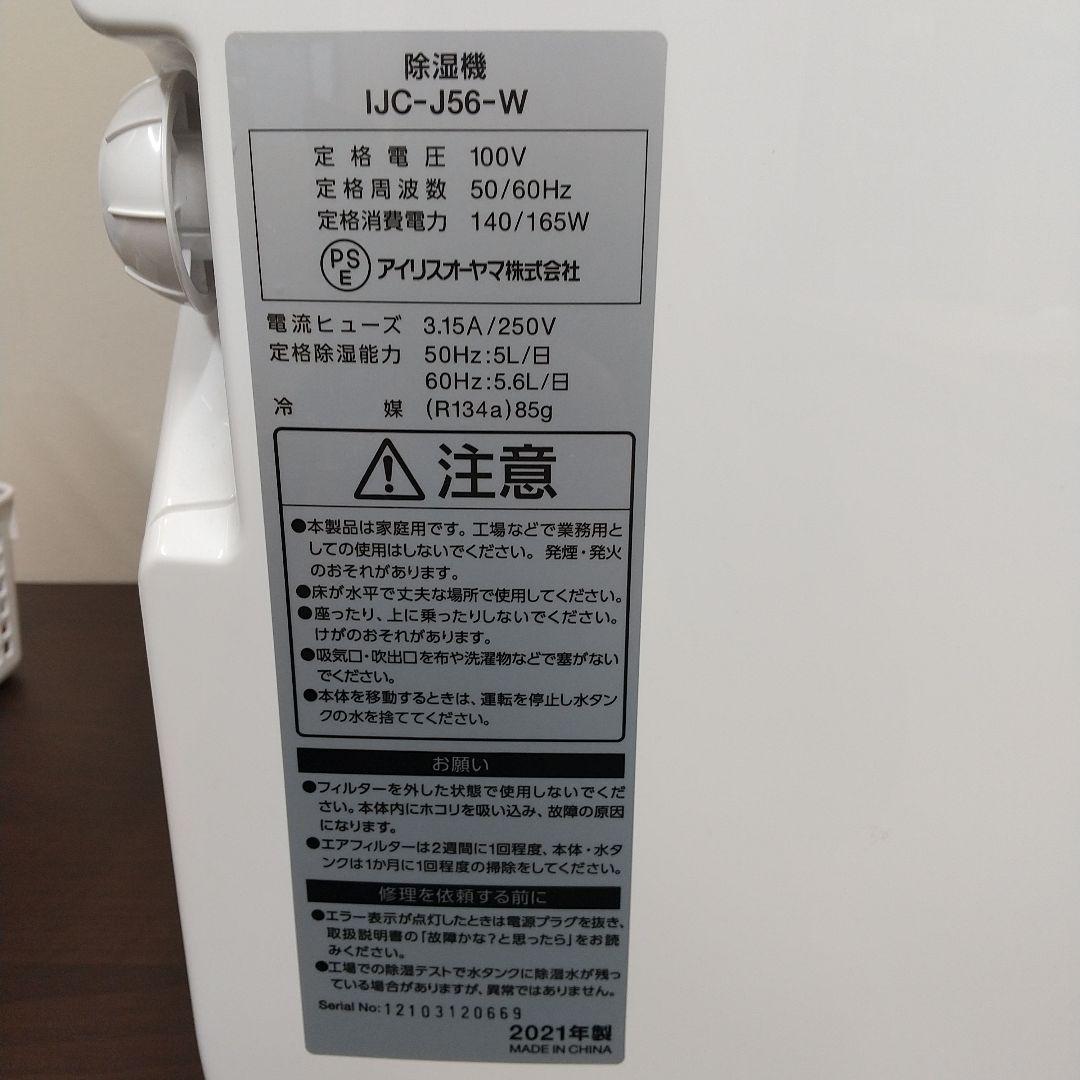 除湿機
IJC-J56-W
定格電圧 100V
定格周波数 50/60Hz
定格消費電力 140/165W
PSE アイリスオーヤマ株式会社
電流ヒューズ 3.15A/250V
定格除湿能力 50Hz:5L/日
60Hz:5.6L/日
冷媒 (R134a)85g
注意
●本製品は家庭用です。工場などで業務用と
しての使用はしないでください。発煙・発火
のおそれがあります。
●床が水平で丈夫な場所で使用してください。
●座ったり、上に乗ったりしないでください。
けがのおそれがあります。
●吸気口・吹出口を布や洗濯物などで塞がない
でください。
●本体を移動するときは、運転を停止し水タン
クの水を捨ててください。
お願い
●フィルターを外した状態で使用しないでくだ
さい。本体内にホコリを吸い込み、故障の原因
になります。
●エアフィルターは2週間に1回程度、本体・水タ
ンクは1か月に1回程度の掃除をしてください。
修理を依頼する前に
●エラー表示が点灯したときは電源プラグを抜き、
取扱説明書の「故障かな?と思ったら」をお読
みください。
●工場での除湿テストで水タンクに除湿水が残っ
ている場合がありますが、異常ではありません。
Serial No: 12103120669
2021年製
MADE IN CHINA